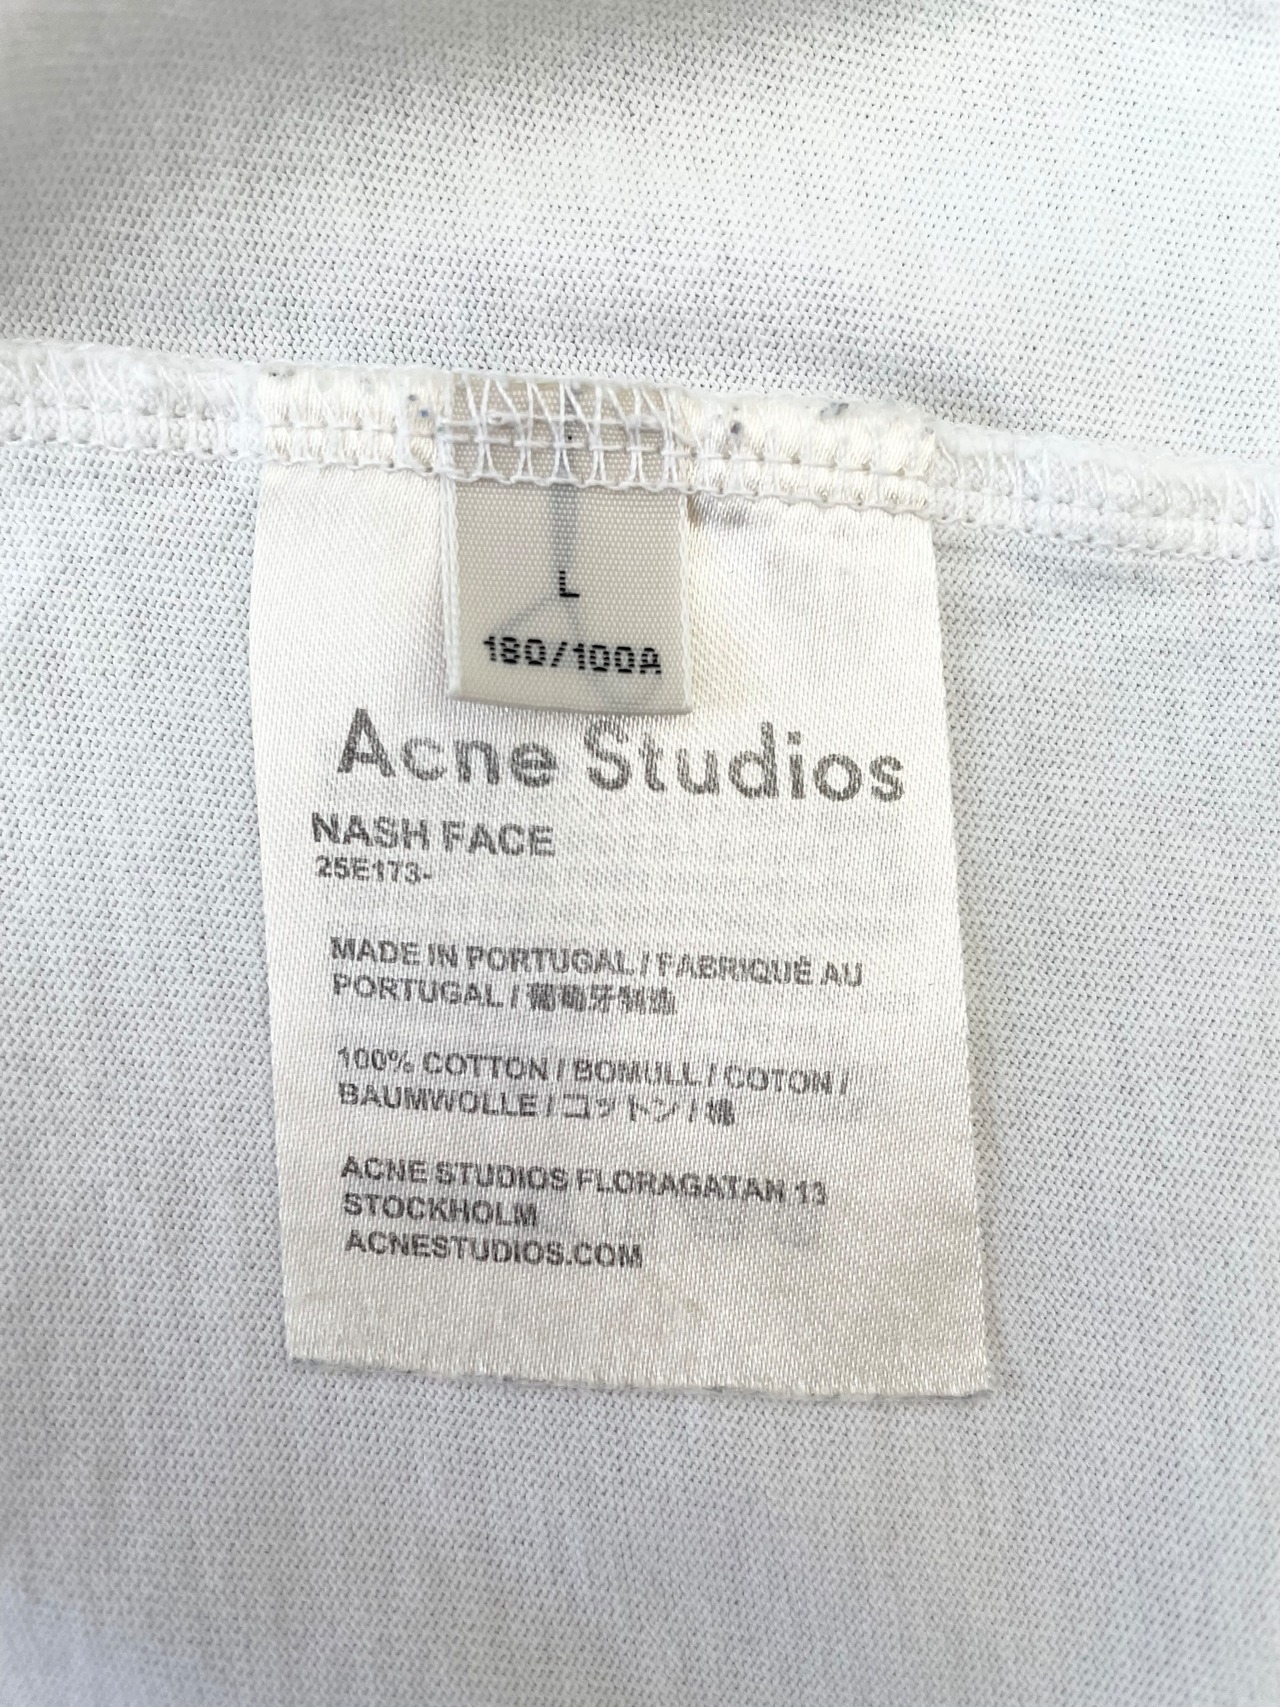 L
180/100A
Acne Studios
NASH FACE
25E173-
MADE IN PORTUGAL / FABRIQUÉ AU
PORTUGAL / 葡萄牙制造
100% COTTON / BOMULL / COTON /
BAUMWOLLE / コットン / 棉
ACNE STUDIOS FLORAGATAN 13
STOCKHOLM
ACNESTUDIOS.COM